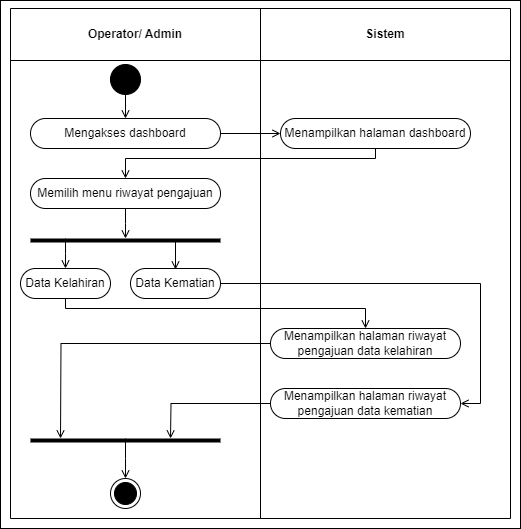 Operator/ Admin
Sistem
Mengakses dashboard
Menampilkan halaman dashboard
Memilih menu riwayat pengajuan
Data Kelahiran
Data Kematian
Menampilkan halaman riwayat
pengajuan data kelahiran
Menampilkan halaman riwayat
pengajuan data kematian